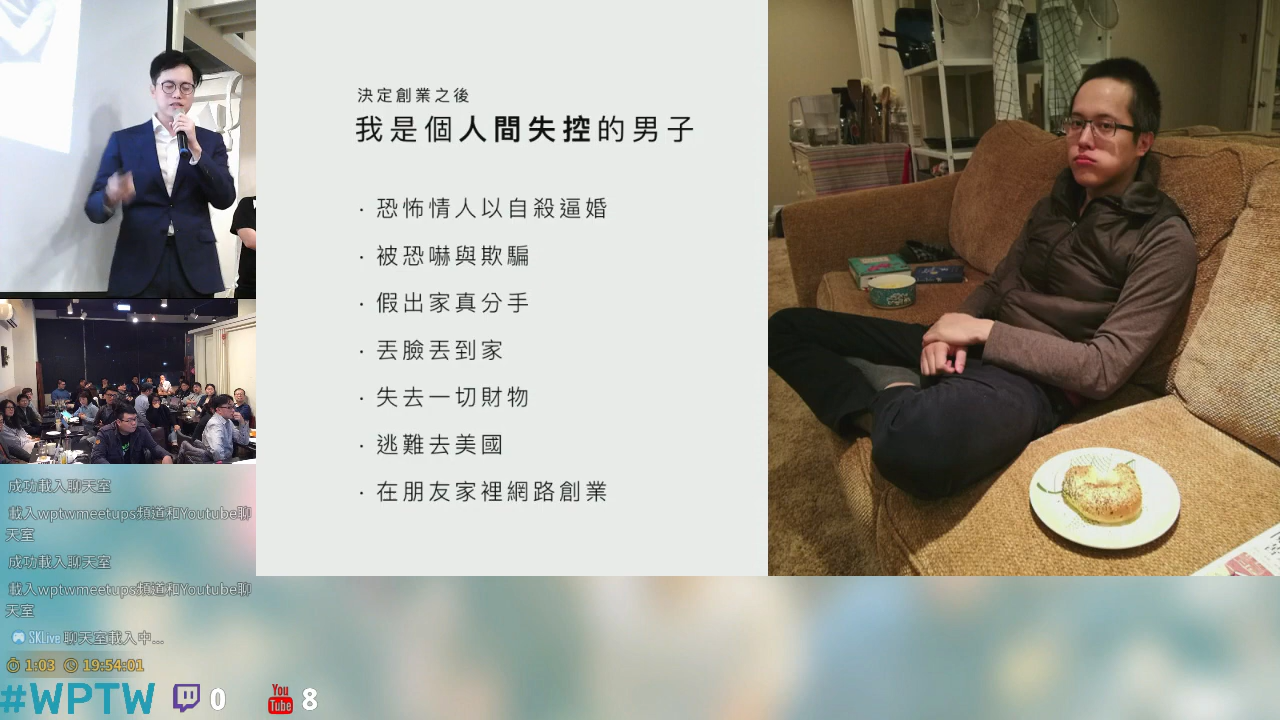 決定創業之後
我是個人間失控的男子
· 恐怖情人以自殺逼婚
· 被恐嚇與欺騙
· 假出家真分手
· 丟臉丟到家
· 失去一切財物
· 逃難去美國
· 在朋友家裡網路創業
成功載入聊天室
載入wptwmeetups頻道和Youtube聊
天室
成功載入聊天室
載入wptwmeetups頻道和Youtube聊
天室
SKLive 聊天室載入中...
1:03 19:54:01
#WPTW 0 You Tube 8